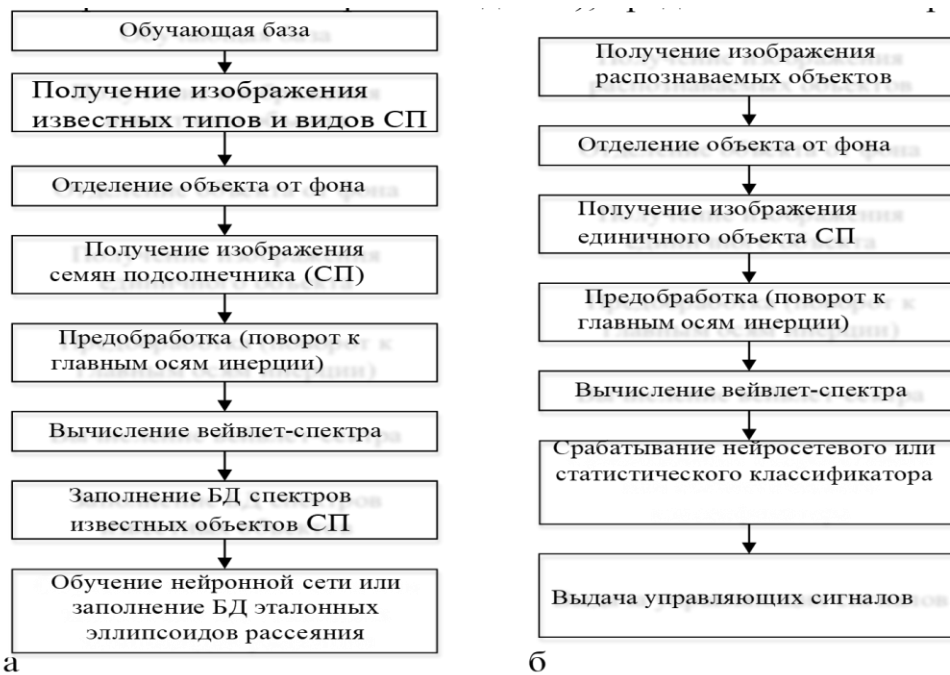 Обучающая база
Получение изображения
известных типов и видов СП
Отделение объекта от фона
Получение изображения
семян подсолнечника (СП)
Предобработка (поворот к
главным осям инерции)
Вычисление вейвлет-спектра
Заполнение БД спектров
известных объектов СП
Обучение нейронной сети или
заполнение БД эталонных
эллипсоидов рассеяния
а
Получение изображения
распознаваемых объектов
Отделение объекта от фона
Получение изображения
единичного объекта СП
Предобработка (поворот к
главным осям инерции)
Вычисление вейвлет-спектра
Срабатывание нейросетевого или
статистического классификатора
Выдача управляющих сигналов
б